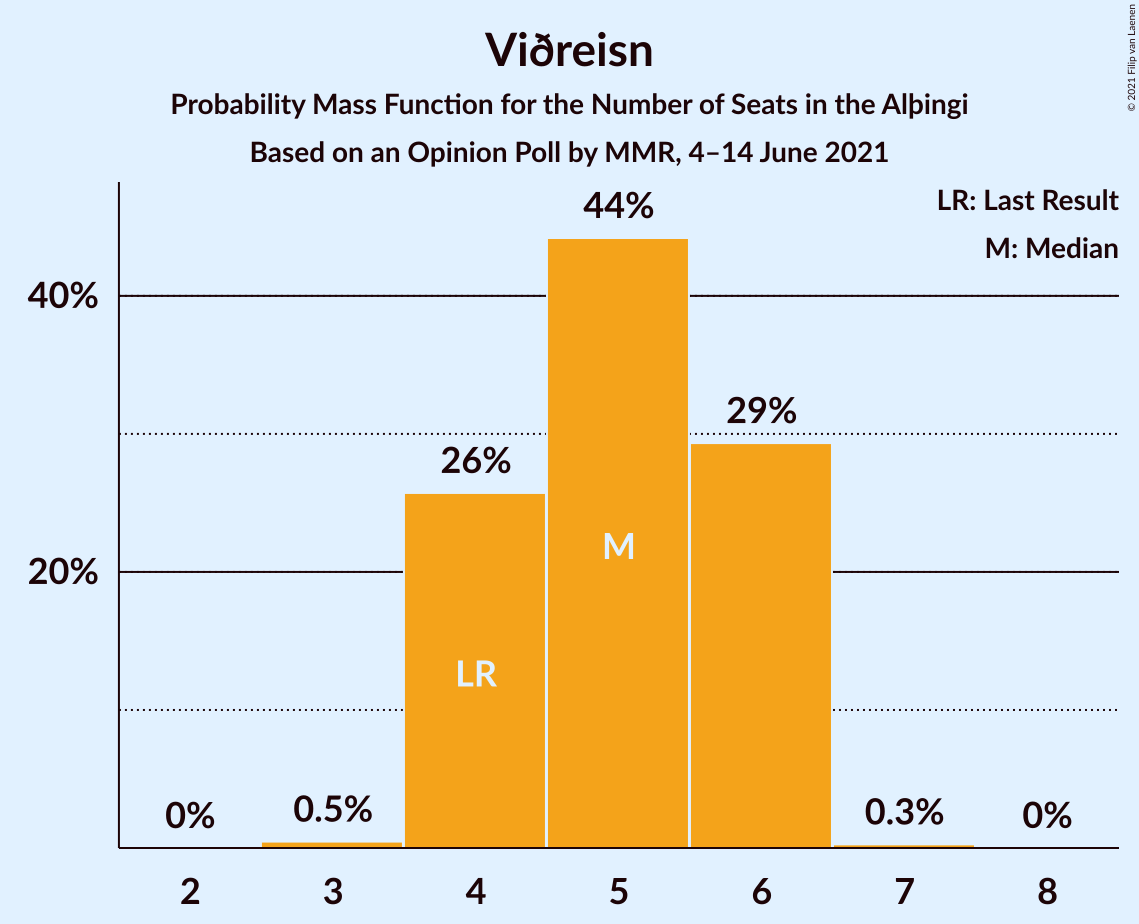 Viðreisn
Probability Mass Function for the Number of Seats in the Alþingi
Based on an Opinion Poll by MMR, 4–14 June 2021
© 2021 Filip van Laenen
LR: Last Result
M: Median
44%
40%
29%
26%
M
20%
LR
0%
0.5%
0.3%
0%
2
3
4
5
6
7
8